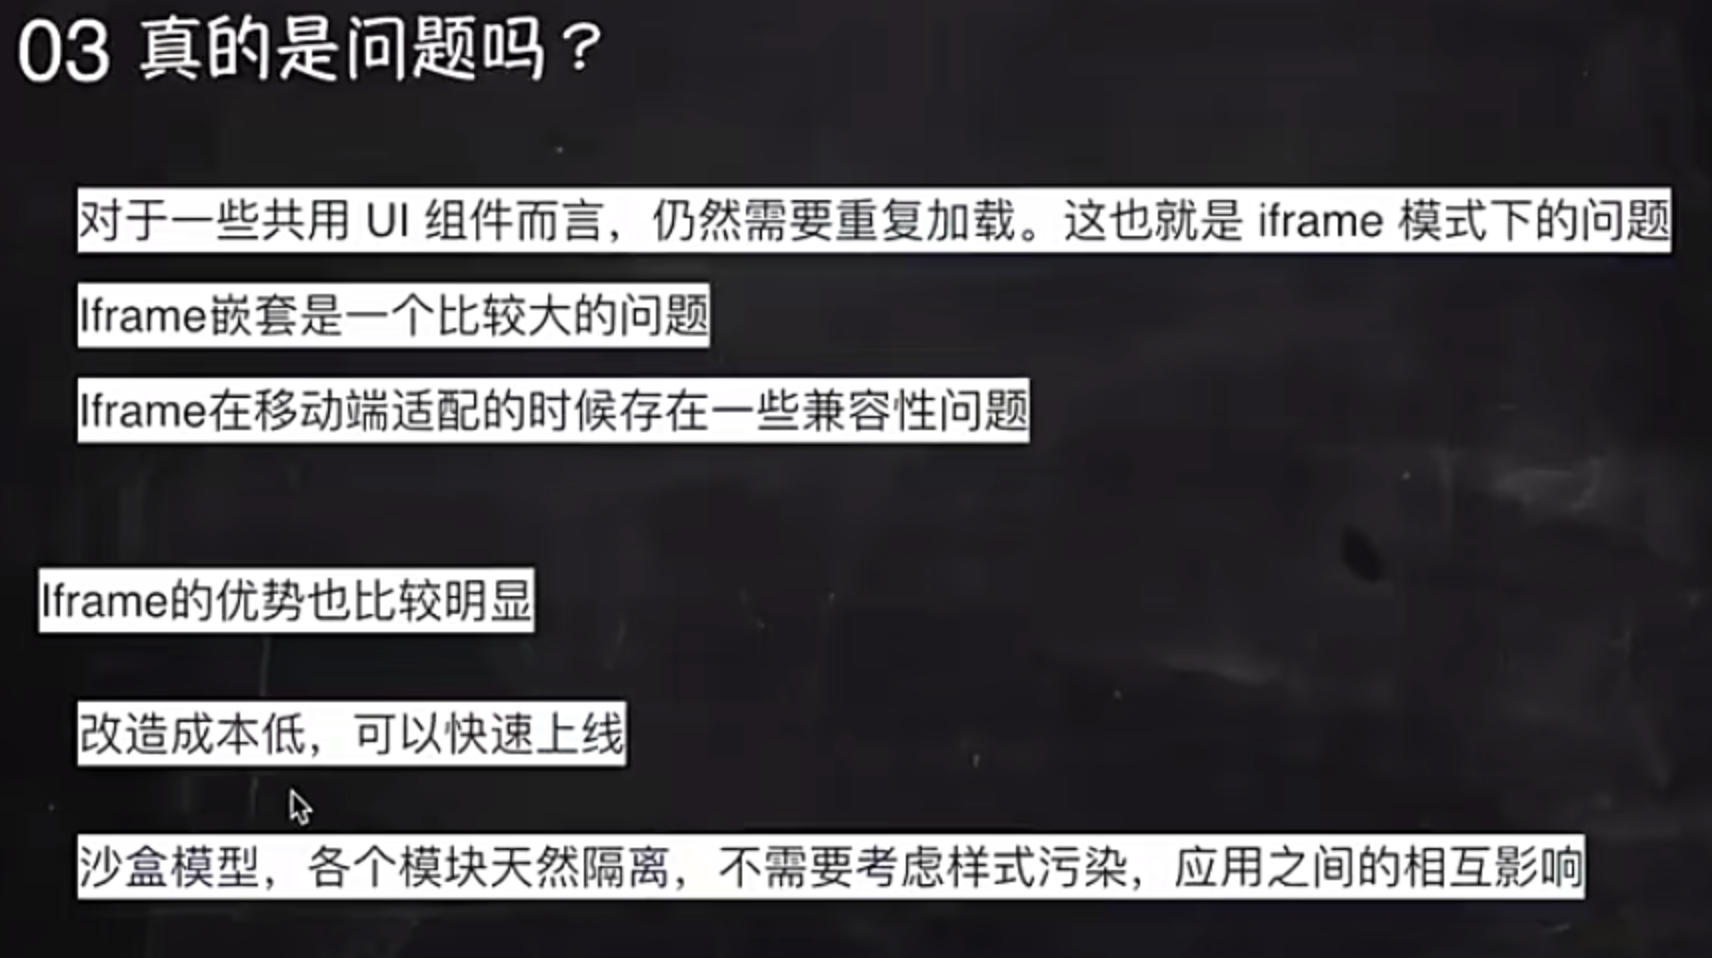 03 真的是问题吗？
对于一些共用 UI 组件而言，仍然需要重复加载。这也就是 iframe 模式下的问题
Iframe嵌套是一个比较大的问题
Iframe在移动端适配的时候存在一些兼容性问题
Iframe的优势也比较明显
改造成本低，可以快速上线
沙盒模型，各个模块天然隔离，不需要考虑样式污染，应用之间的相互影响